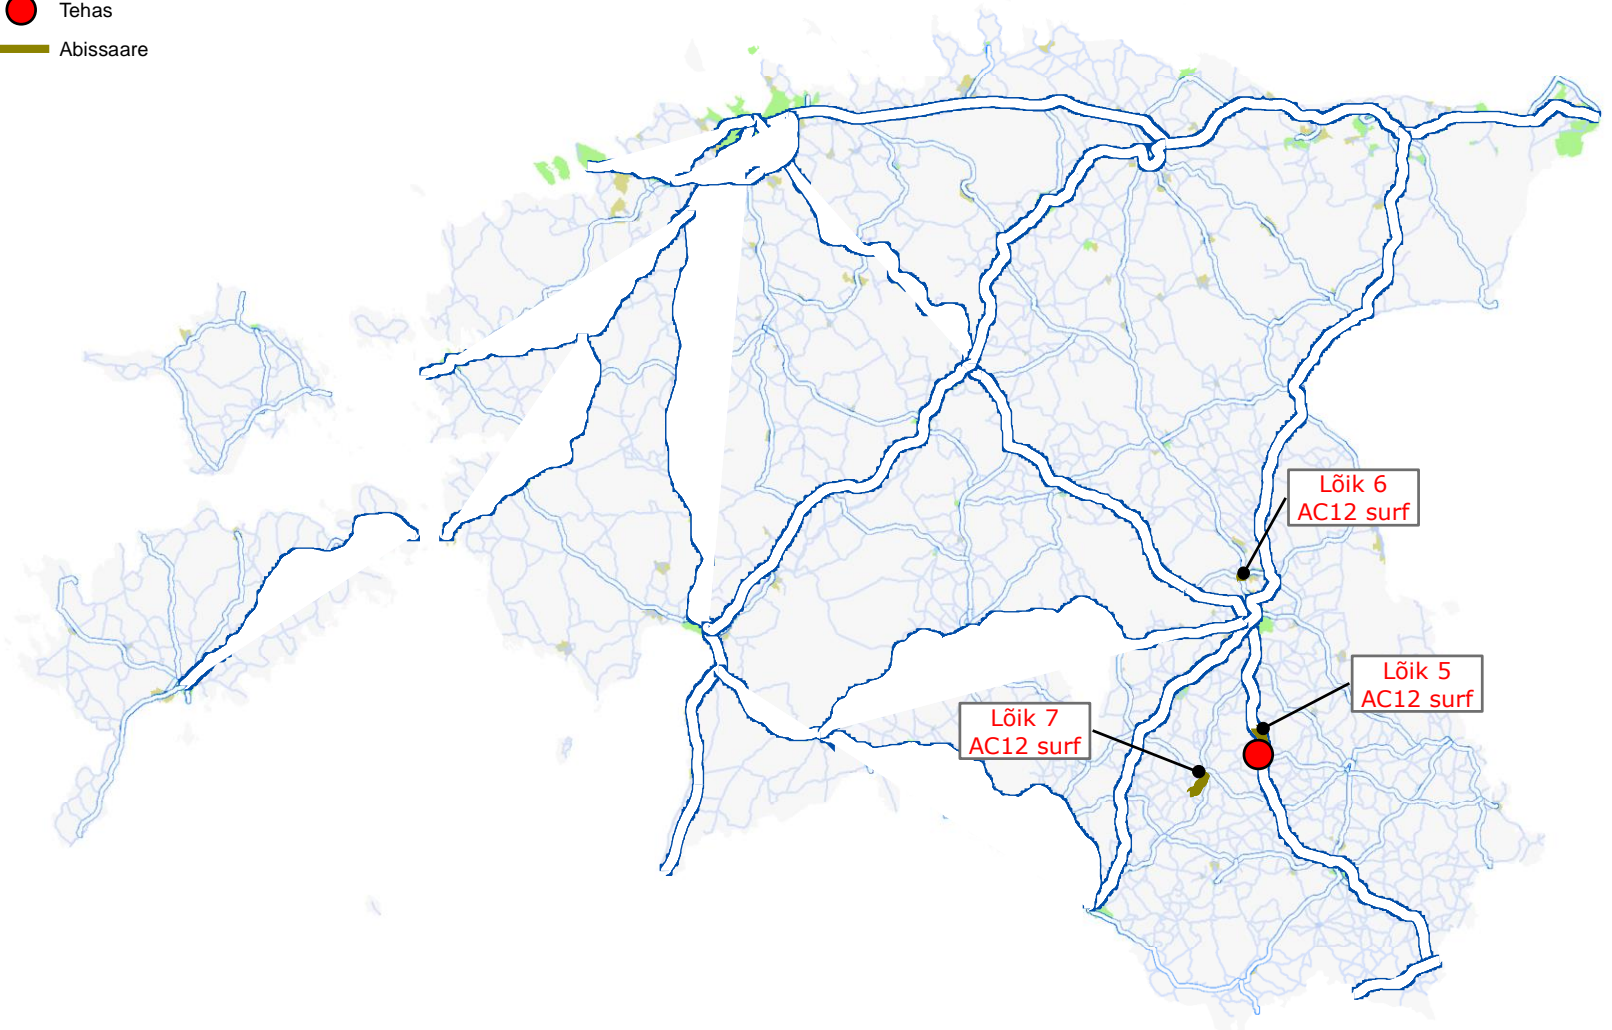 Tehas
Abissaare
Lõik 6
AC12 surf
Lõik 5
AC12 surf
Lõik 7
AC12 surf